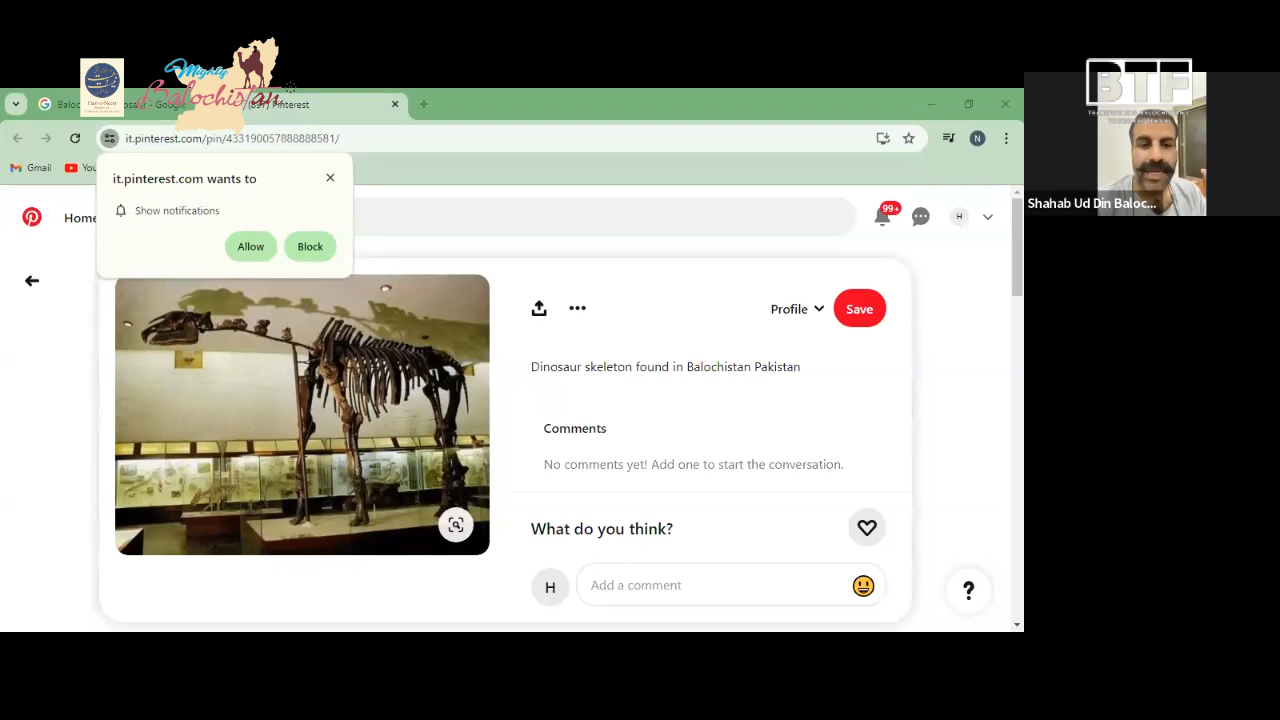 Mighty
Balochistan
BTF
Pinterest
it.pinterest.com/pin/433190057888888581/
N
Gmail
it.pinterest.com wants to
Show notifications
Allow
Block
Home
99+
H
Shahab Ud Din Baloc...
Profile
Save
Dinosaur skeleton found in Balochistan Pakistan
Comments
No comments yet! Add one to start the conversation.
What do you think?
H
Add a comment
?